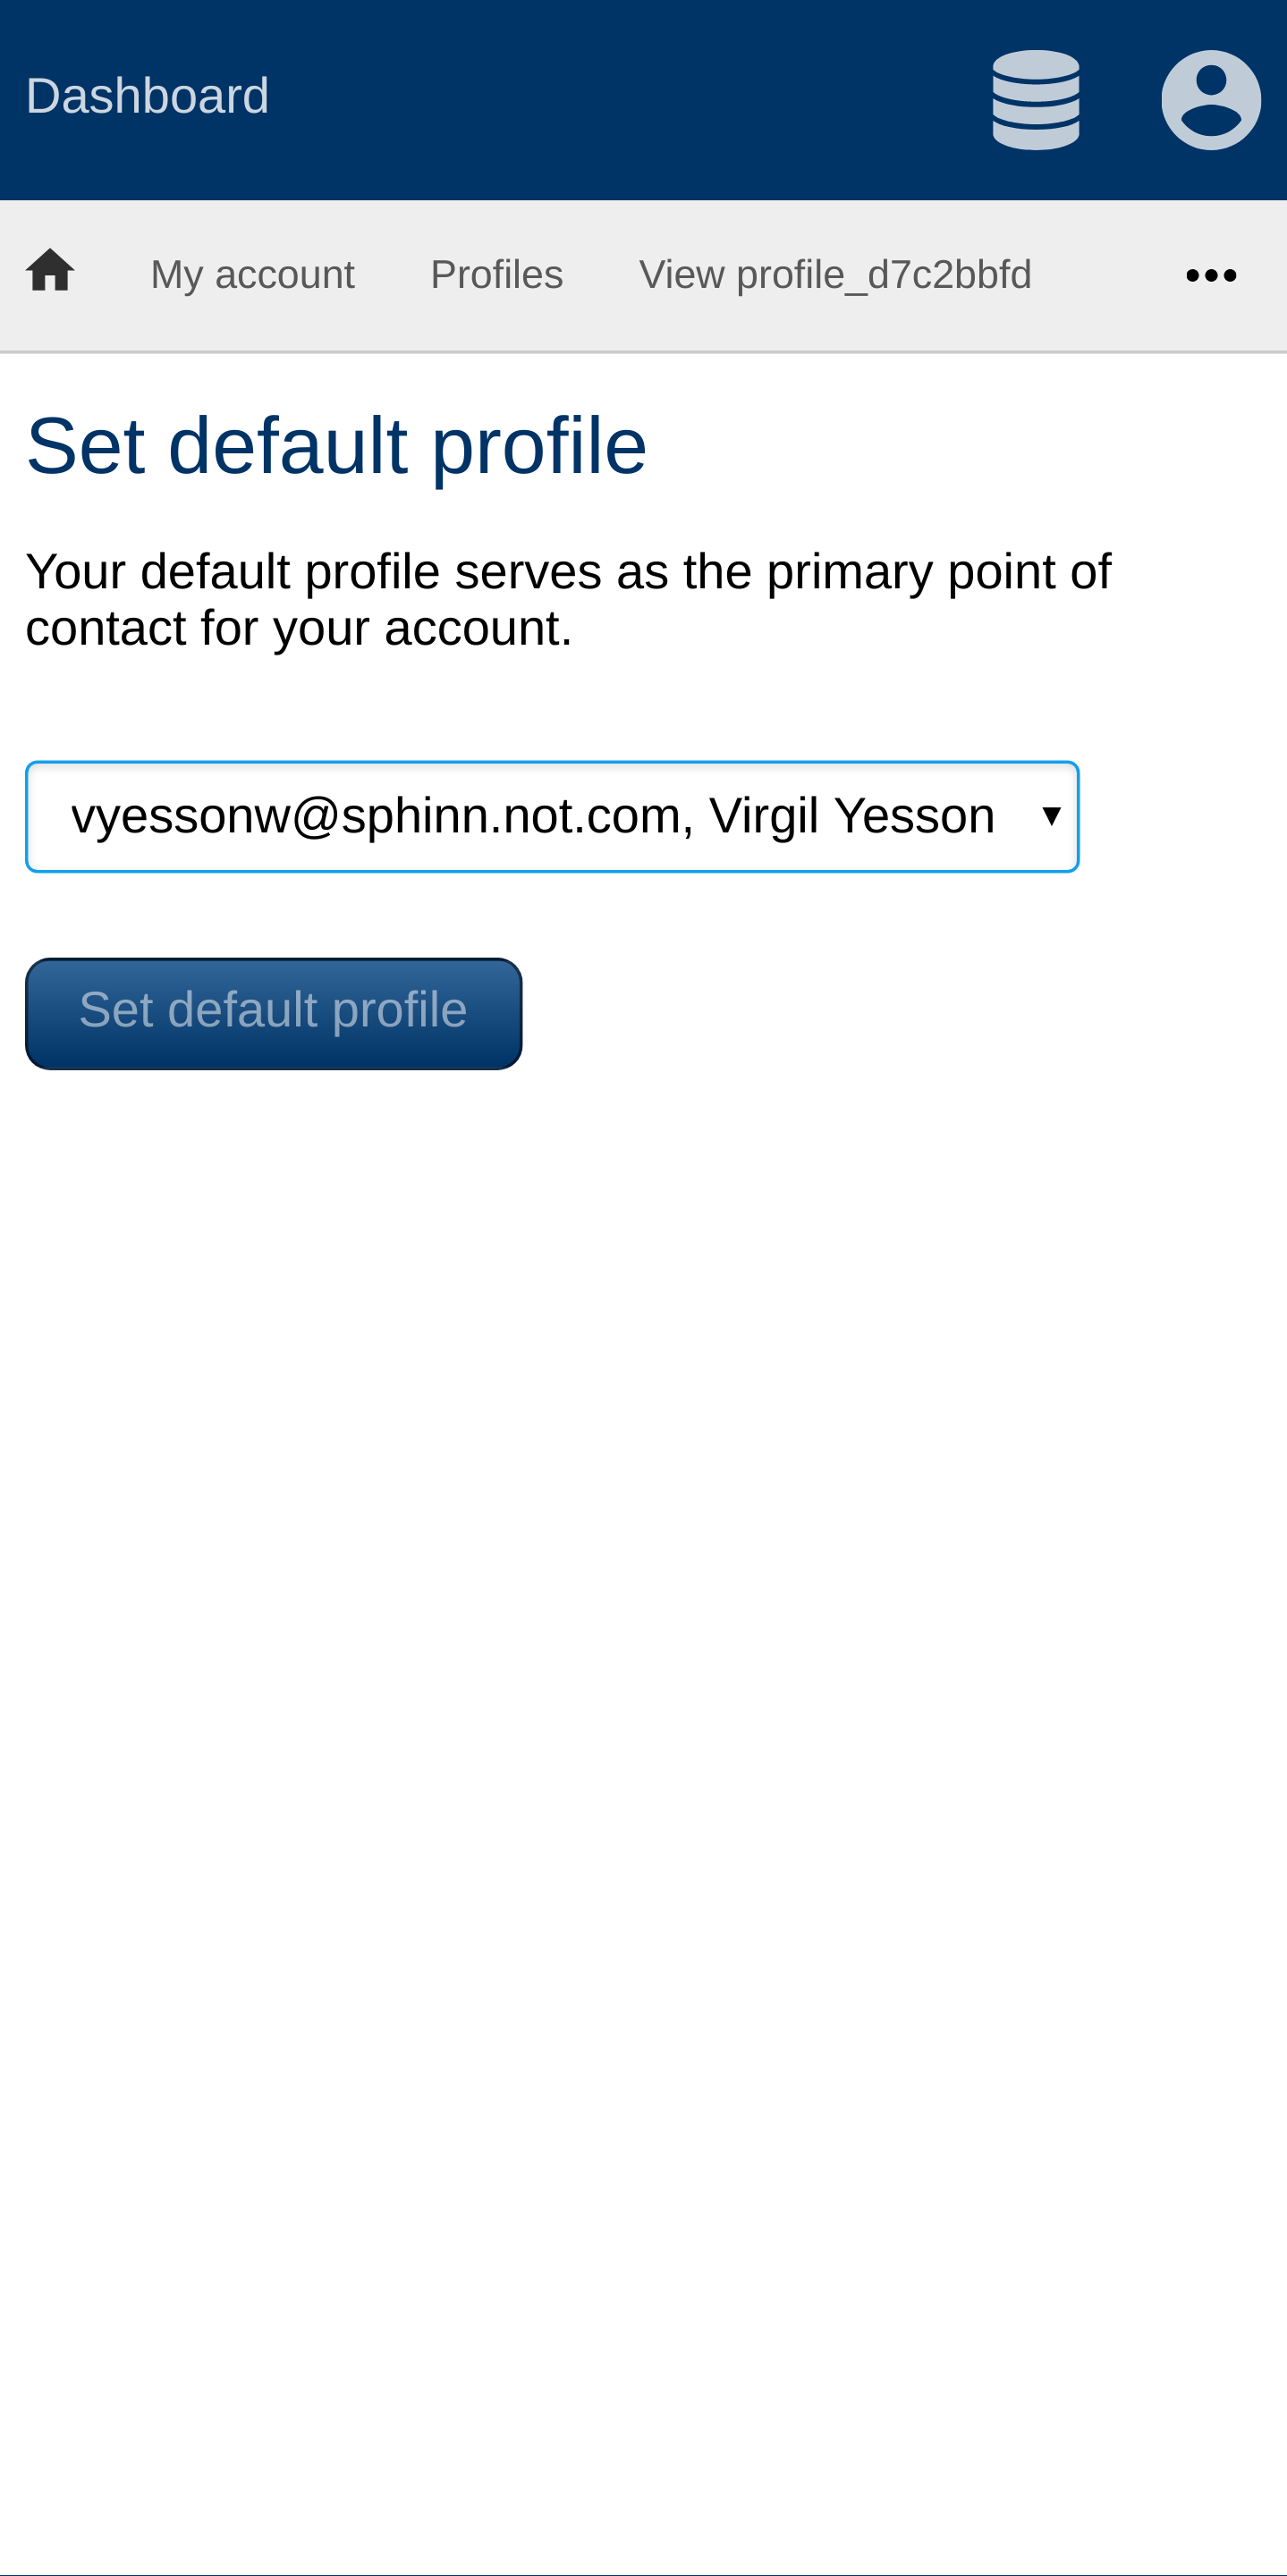 Dashboard
My account Profiles View profile_d7c2bbfd
Set default profile
Your default profile serves as the primary point of
contact for your account.
vyessonw@sphinn.not.com, Virgil Yesson
Set default profile